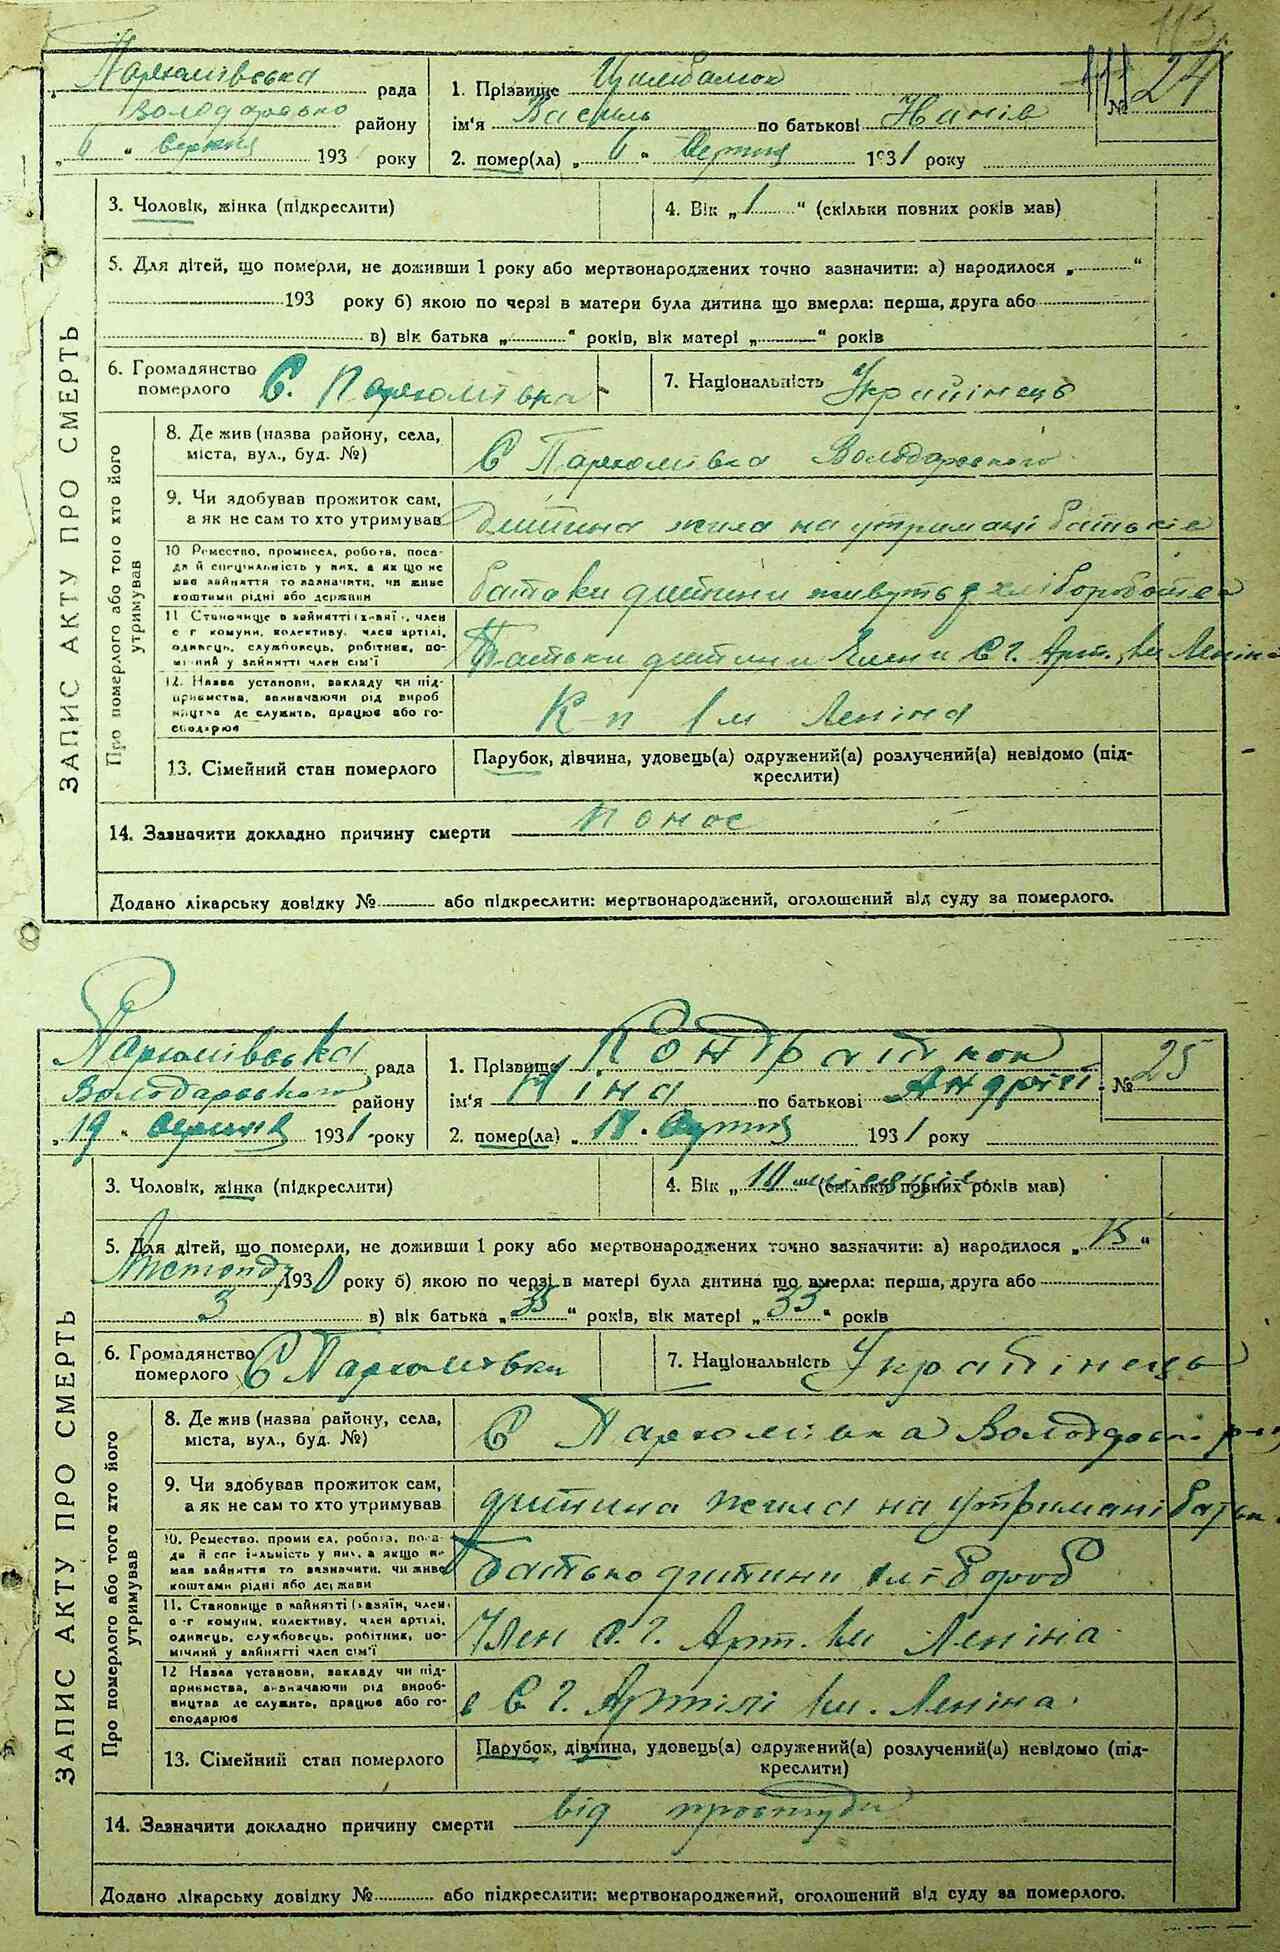 113
Пархомівська рада
Володарсько району
„ 6 " Серпня 193 року
1. Прізвище Цимбалюк
№ 24
ім'я Василь по батькові Іванів
2. помер(ла) „ 6 " Серпня 1931 року
3. Чоловік, жінка (підкреслити)
4. Вік „ 1 " (скільки повних років мав)
5. Для дітей, що померли, не доживши 1 року або мертвонароджених точно зазначити: а) народилося „ "
193 року б) якою по черзі в матери була дитина що вмерла: перша, друга або
в) вік батька „ " років, вік матері „ " років
6. Громадянство померлого С. Пархомівка
7. Національність Українець
ЗАПИС АКТУ ПРО СМЕРТЬ
Про померлого або того хто його утримував
8. Де жив (назва району, села, міста, вул., буд. №)
С Пархомівка Володарського
9. Чи здобував прожиток сам, а як не сам то хто утримував
дитина жила на утримані батьків
10 Ремество, промисел, робота, посада й спеціяльність у них, а як що не мав зайняття то зазначити, чи живе коштами рідні або держави
батьки дитини живуть з хліборобства
11 Становище в зайнятті (хазяїн, член с г комуни, колективу, член артілі, одинець, службовець, робітник, помічний у зайнятті член сім'ї
Батьки дитини Члени С г. Арт. Ім Леніна
12. Назва установи, закладу чи підприємства, зазначаючи рід виробництва де служить, працює або господарює
К-п Ім Леніна
13. Сімейний стан померлого
Парубок, дівчина, удовець(а) одружений(а) розлучений(а) невідомо (підкреслити)
14. Зазначити докладно причину смерти понос
Додано лікарську довідку № або підкреслити: мертвонароджений, оголошений від суду за померлого.
Пархомівська рада
Володарського району
„ 19 " серпня 1931 року
1. Прізвище Кондратюк
№ 25
ім'я Ніна по батькові Андрії
2. помер(ла) „ 18 " Серпня 1931 року
3. Чоловік, жінка (підкреслити)
4. Вік „ 10 місяців (скільки повних років мав)
5. Для дітей, що померли, не доживши 1 року або мертвонароджених точно зазначити: а) народилося „ 15 "
Листопад 1930 року б) якою по черзі в матері була дитина що вмерла: перша, друга або
3 в) вік батька „ 33 " років, вік матері „ 33 " років
6. Громадянство померлого С Пархомівки
7. Національність Українець
ЗАПИС АКТУ ПРО СМЕРТЬ
Про померлого або того хто його утримував
8. Де жив (назва району, села, міста, вул., буд. №)
С Пархомівка
9. Чи здобував прожиток сам, а як не сам то хто утримував
дитина жила на утримані батьк
10. Ремество, промисел, робота, посада й спеціяльність у них, а якщо не мав зайняття то зазначити, чи живе коштами рідні або держави
Батько дитини хлібороб
11. Становище в зайнятті (хазяїн, член с-г комуни, колективу, член артілі, одинець, службовець, робітник, помічний у зайнятті член сім'ї
Член С. г. Арт. Ім Леніна
12 Назва установи, закладу чи підприємства, зазначаючи рід виробництва де служить, працює або господарює
в С г. Артілі Ім. Леніна.
13. Сімейний стан померлого
Парубок, дівчина, удовець(а) одружений(а) розлучений(а) невідомо (підкреслити)
14. Зазначити докладно причину смерти від простуди
Додано лікарську довідку № або підкреслити: мертвонароджений, оголошений від суду за померлого.